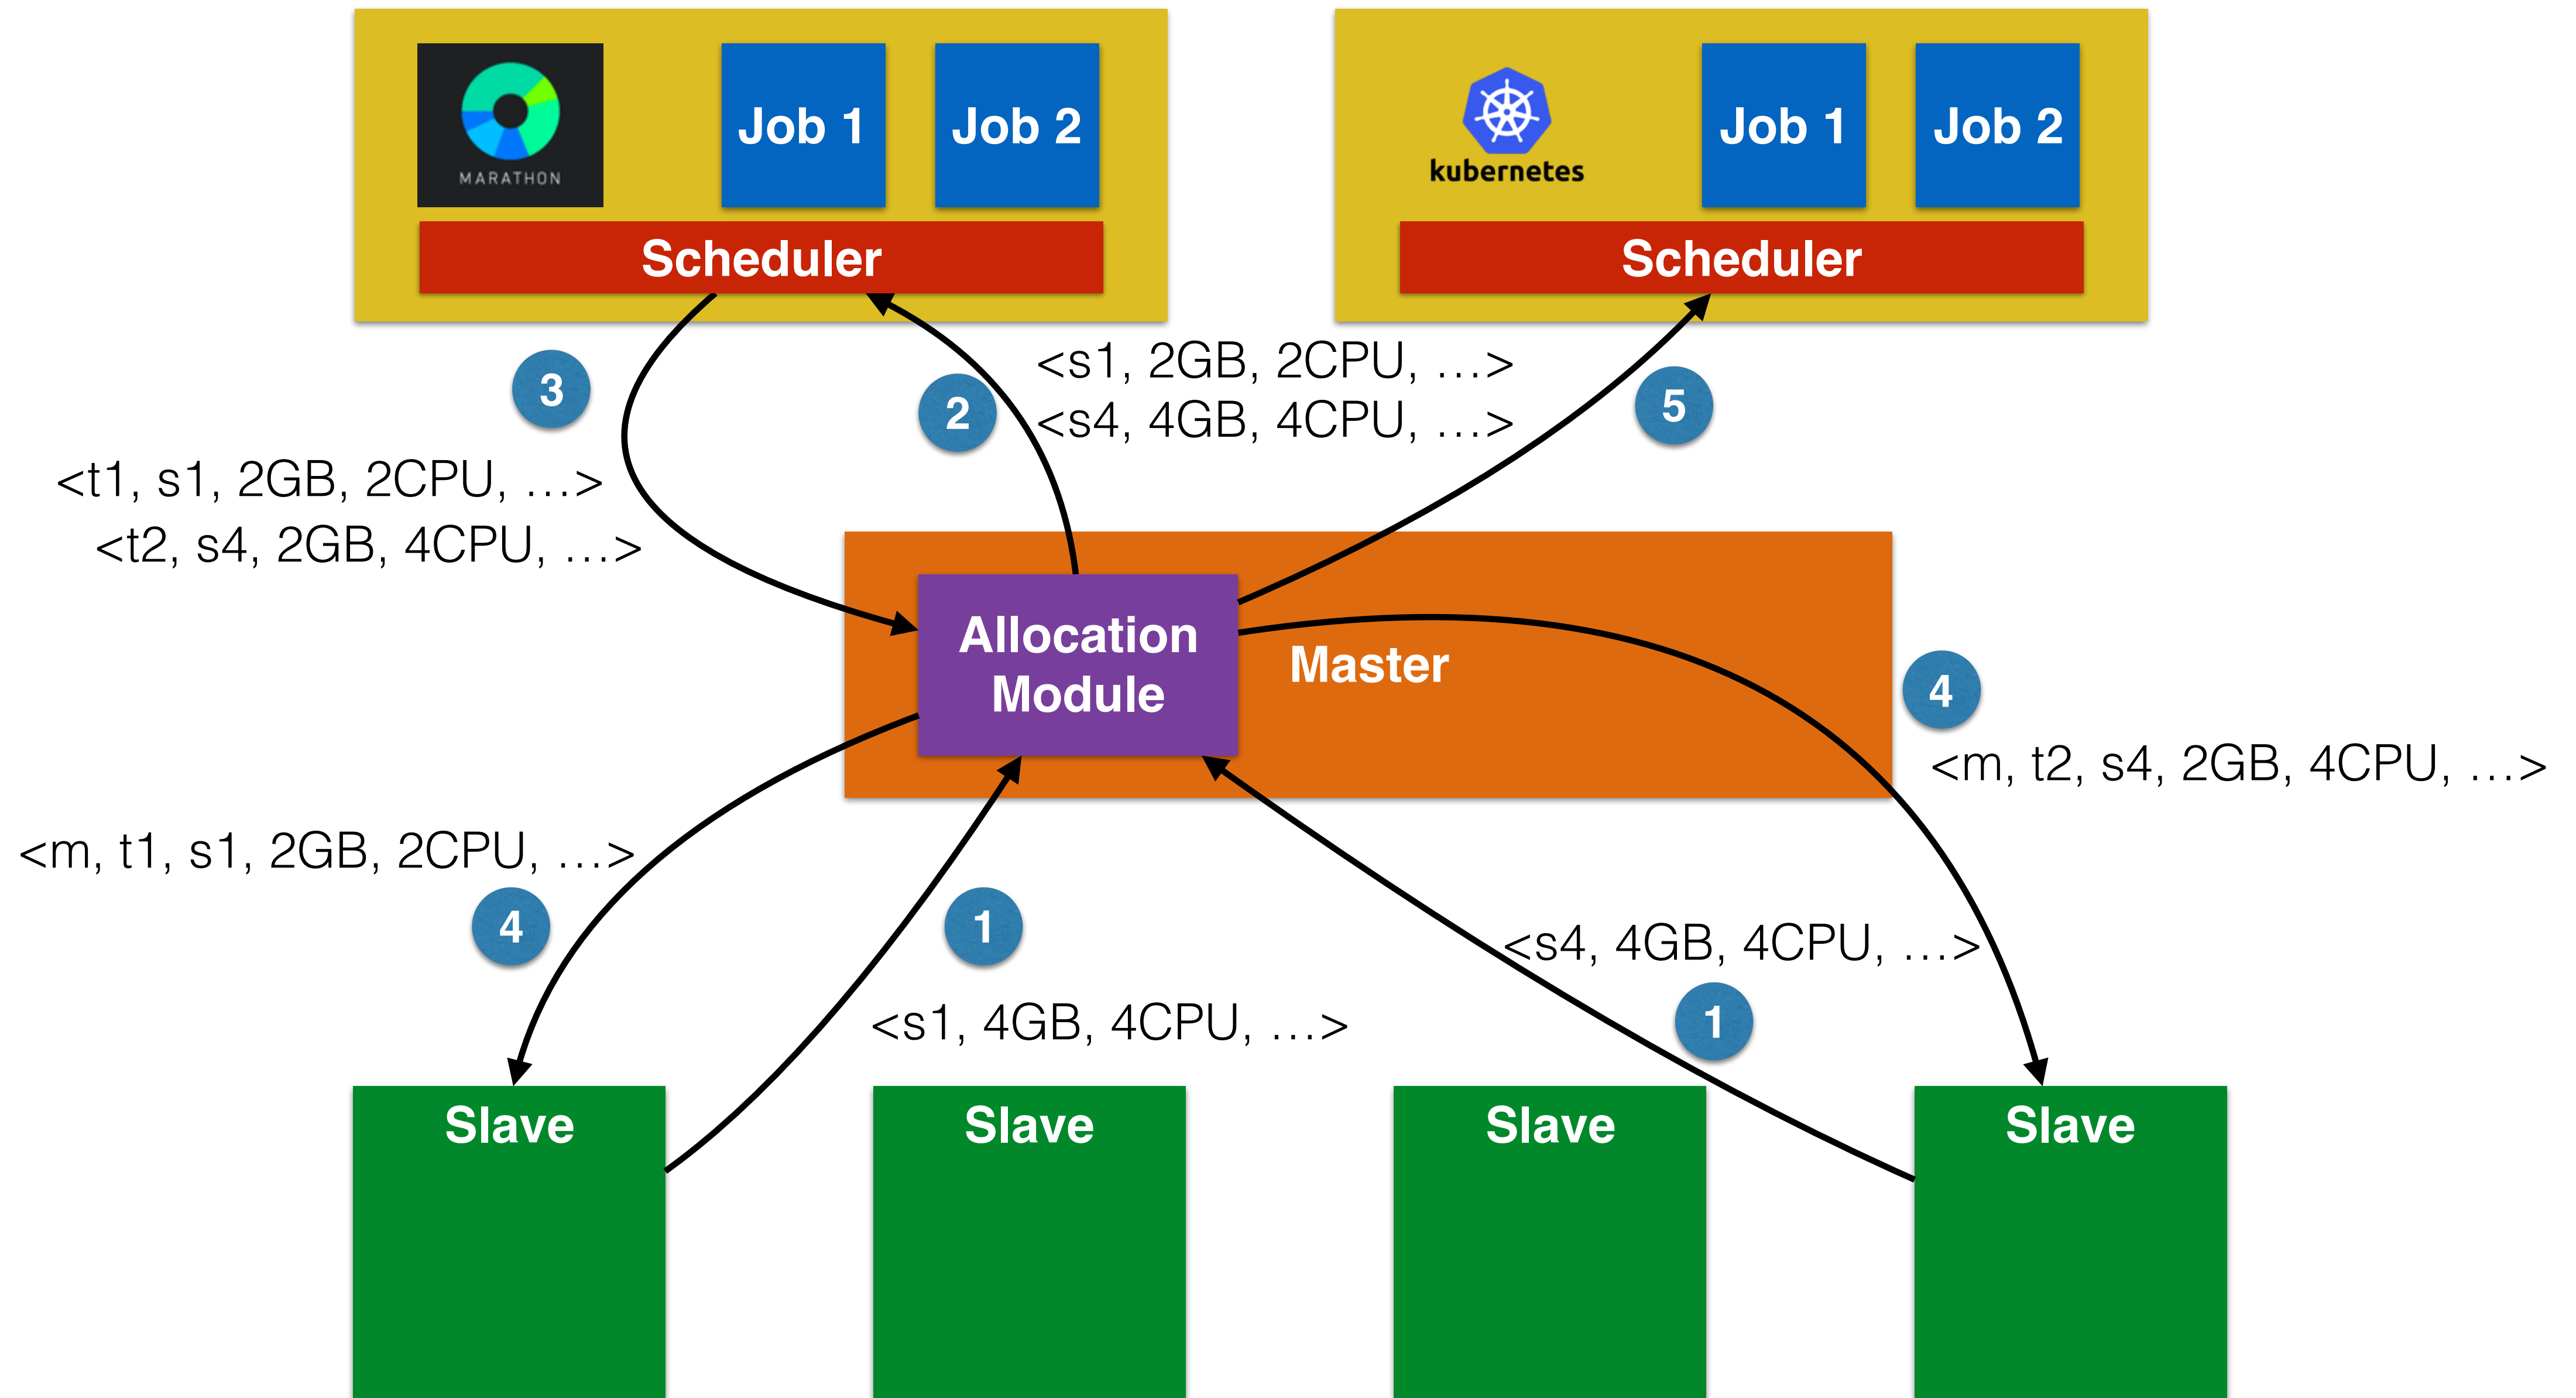 MARATHON
Job 1
Job 2
Scheduler
kubernetes
Job 1
Job 2
Scheduler
3
2
<s1, 2GB, 2CPU, …>
<s4, 4GB, 4CPU, …>
5
<t1, s1, 2GB, 2CPU, …>
<t2, s4, 2GB, 4CPU, …>
Allocation
Module
Master
4
<m, t2, s4, 2GB, 4CPU, …>
<m, t1, s1, 2GB, 2CPU, …>
4
1
<s4, 4GB, 4CPU, …>
<s1, 4GB, 4CPU, …>
1
Slave
Slave
Slave
Slave